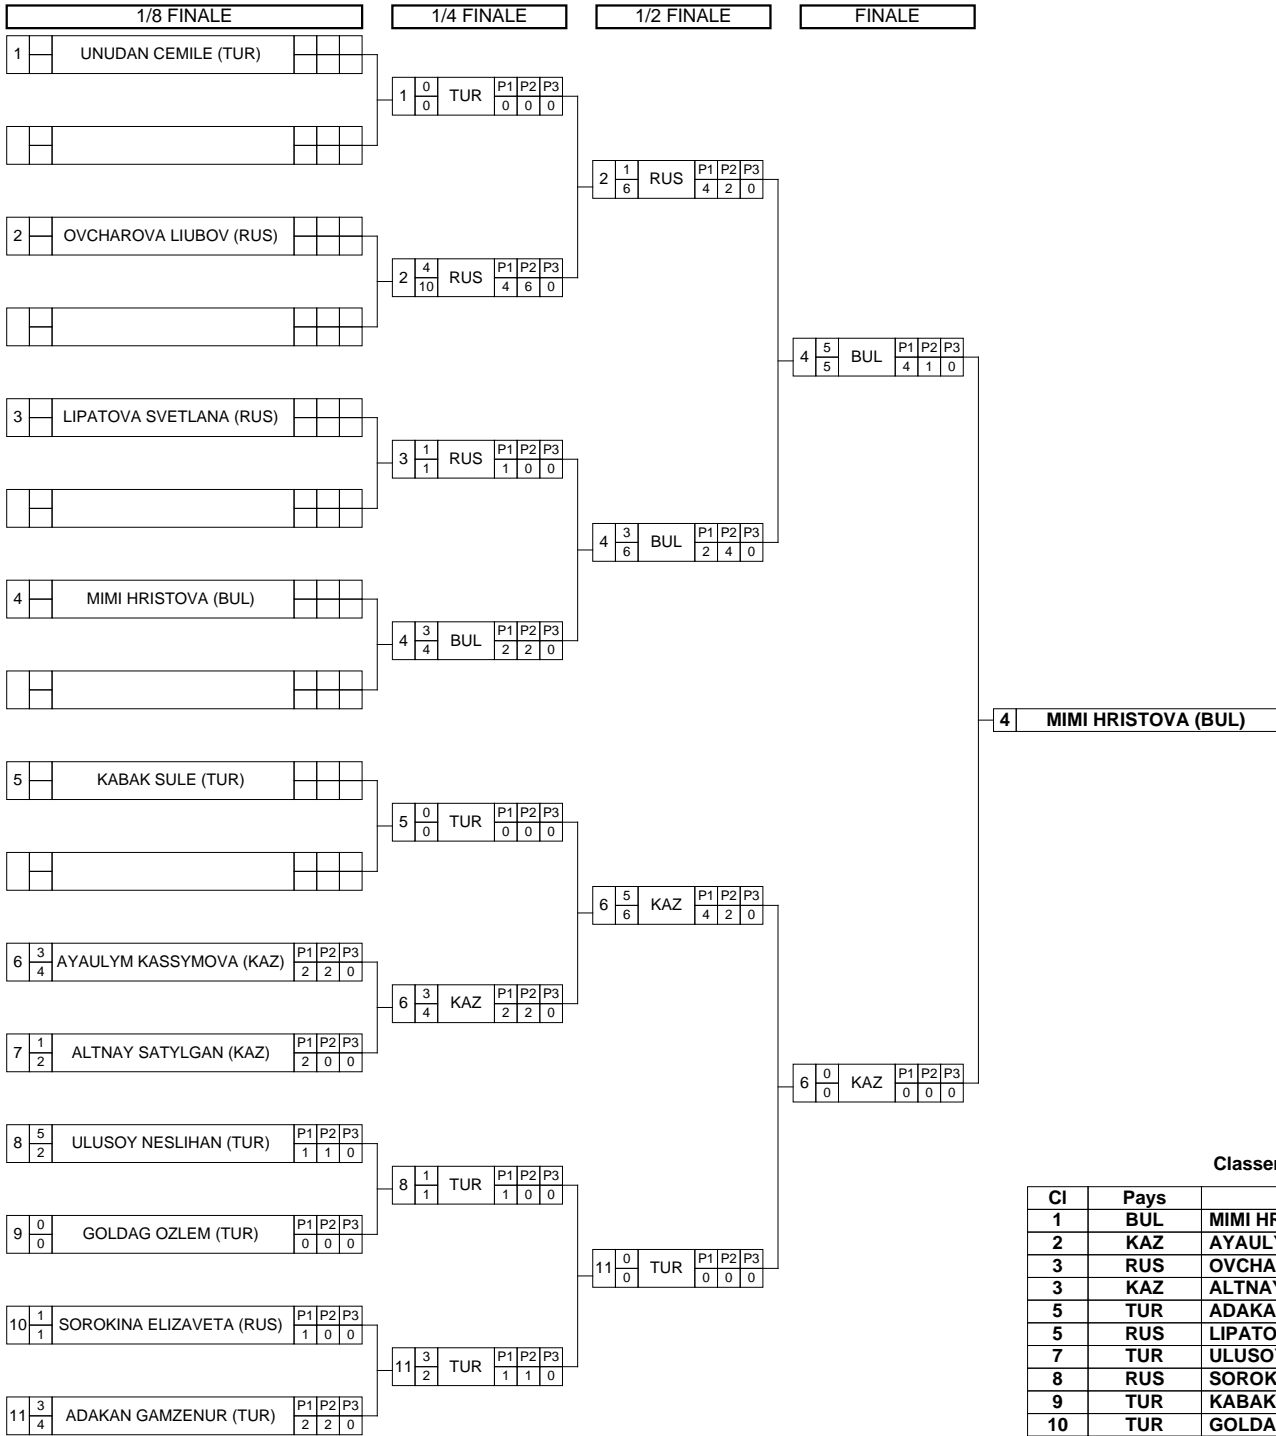 1/8 FINALE 1/4 FINALE 1/2 FINALE FINALE
1 UNUDAN CEMILE (TUR)
1 0 0 TUR P1 P2 P3 0 0 0
2 1 6 RUS P1 P2 P3 4 2 0
2 OVCHAROVA LIUBOV (RUS)
2 4 10 RUS P1 P2 P3 4 6 0
4 5 5 BUL P1 P2 P3 4 1 0
3 LIPATOVA SVETLANA (RUS)
3 1 1 RUS P1 P2 P3 1 0 0
4 3 6 BUL P1 P2 P3 2 4 0
4 MIMI HRISTOVA (BUL)
4 3 4 BUL P1 P2 P3 2 2 0
4 MIMI HRISTOVA (BUL)
5 KABAK SULE (TUR)
5 0 0 TUR P1 P2 P3 0 0 0
6 5 6 KAZ P1 P2 P3 4 2 0
6 3 4 AYAULYM KASSYMOVA (KAZ) P1 P2 P3 2 2 0
6 3 4 KAZ P1 P2 P3 2 2 0
7 1 2 ALTNAY SATYLGAN (KAZ) P1 P2 P3 2 0 0
6 0 0 KAZ P1 P2 P3 0 0 0
8 5 2 ULUSOY NESLIHAN (TUR) P1 P2 P3 1 1 0
8 1 1 TUR P1 P2 P3 1 0 0
9 0 0 GOLDAG OZLEM (TUR) P1 P2 P3 0 0 0
11 0 0 TUR P1 P2 P3 0 0 0
10 1 1 SOROKINA ELIZAVETA (RUS) P1 P2 P3 1 0 0
11 3 2 TUR P1 P2 P3 1 1 0
11 3 4 ADAKAN GAMZENUR (TUR) P1 P2 P3 2 2 0
Classe
Cl Pays
1 BUL MIMI H
2 KAZ AYAUL
3 RUS OVCHA
3 KAZ ALTNA
5 TUR ADAKA
5 RUS LIPATO
7 TUR ULUSO
8 RUS SOROK
9 TUR KABAK
10 TUR GOLDA